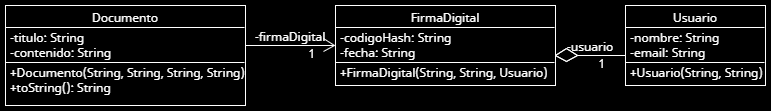 Documento
-titulo: String
-contenido: String
+Documento(String, String, String, String)
+toString(): String
-firmaDigital
1
FirmaDigital
-codigoHash: String
-fecha: String
+FirmaDigital(String, String, Usuario)
-usuario
1
Usuario
-nombre: String
-email: String
+Usuario(String, String)